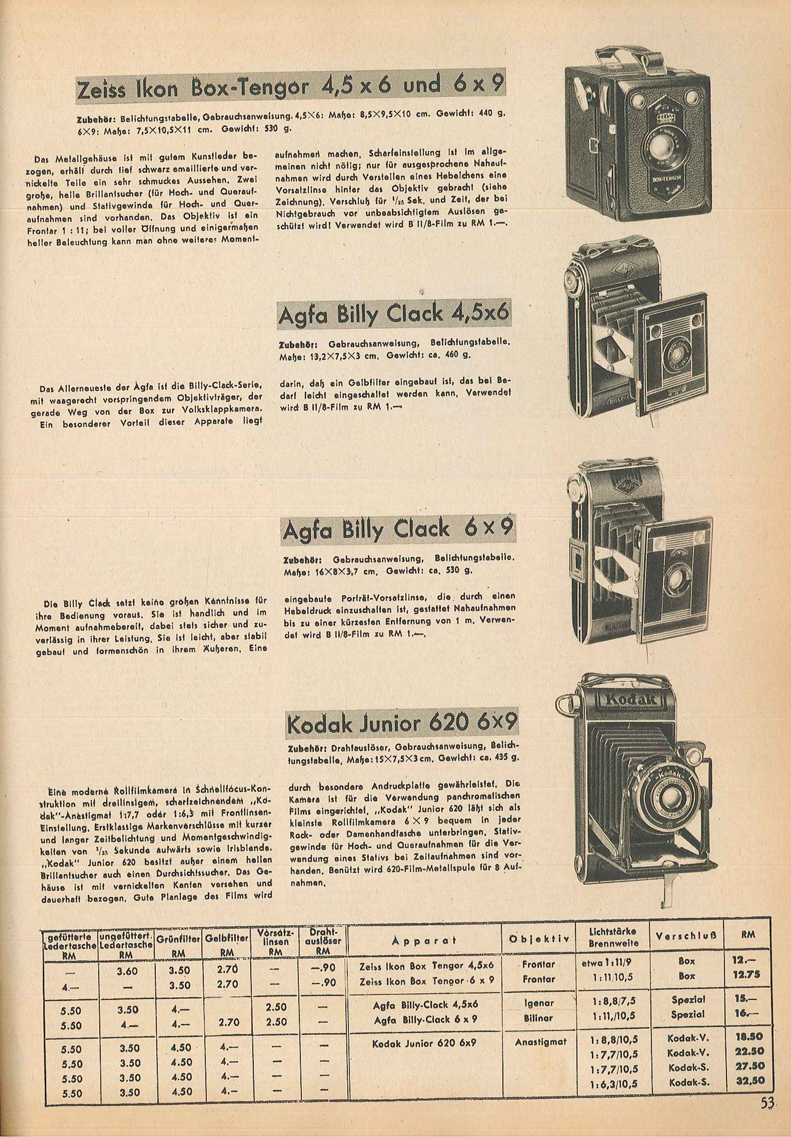 Zeiss Ikon Box-Tengor 4,5 x 6 und 6 x 9
Zubehör: Belichtungstabelle, Gebrauchsanweisung. 4,5×6: Maße: 8,5×9,5×10 cm. Gewicht: 440 g.
6×9: Maße: 7,5×10,5×11 cm. Gewicht: 530 g.
Das Metallgehäuse ist mit gutem Kunstleder be-
zogen, erhält durch tief schwarz emaillierte und ver-
nickelte Teile ein sehr schmuckes Aussehen. Zwei
große, helle Brillantsucher (für Hoch- und Querauf-
nahmen) und Stativgewinde für Hoch- und Quer-
aufnahmen sind vorhanden. Das Objektiv ist ein
Frontar 1 : 11; bei voller Öffnung und einigermaßen
heller Beleuchtung kann man ohne weiteres Moment-
aufnahmen machen. Scharfeinstellung ist im allge-
meinen nicht nötig; nur für ausgesprochene Nahauf-
nahmen wird durch Verstellen eines Hebelchens eine
Vorsatzlinse hinter das Objektiv gebracht (siehe
Zeichnung). Verschluß für 1/25 Sek. und Zeit, der bei
Nichtgebrauch vor unbeabsichtigtem Auslösen ge-
schützt wird! Verwendet wird B II/8-Film zu RM 1.—.
BOX-TENGOR
Agfa Billy Clack 4,5x6
Zubehör: Gebrauchsanweisung, Belichtungstabelle.
Maße: 13,2×7,5×3 cm. Gewicht: ca. 460 g.
Das Allerneueste der Agfa ist die Billy-Clack-Serie,
mit waagerecht vorspringendem Objektivträger, der
gerade Weg von der Box zur Volksklappkamera.
Ein besonderer Vorteil dieser Apparate liegt
darin, daß ein Gelbfilter eingebaut ist, das bei Be-
darf leicht eingeschaltet werden kann. Verwendet
wird B II/8-Film zu RM 1.—
Agfa Billy Clack 6 x 9
Zubehör: Gebrauchsanweisung, Belichtungstabelle.
Maße: 16×8×3,7 cm. Gewicht: ca. 530 g.
Die Billy Clack setzt keine großen Kenntnisse für
ihre Bedienung voraus. Sie ist handlich und im
Moment aufnahmebereit, dabei stets sicher und zu-
verlässig in ihrer Leistung. Sie ist leicht, aber stabil
gebaut und formenschön in ihrem Äußeren. Eine
eingebaute Porträt-Vorsatzlinse, die durch einen
Hebeldruck einzuschalten ist, gestattet Nahaufnahmen
bis zu einer kürzesten Entfernung von 1 m. Verwen-
det wird B II/8-Film zu RM 1.—.
Kodak
Kodak Junior 620 6x9
Zubehör: Drahtauslöser, Gebrauchsanweisung, Belich-
tungstabelle. Maße: 15×7,5×3 cm. Gewicht: ca. 435 g.
Eine moderne Rollfilmkamera in Schnellfocus-Kon-
struktion mit dreilinsigem, scharfzeichnendem „Ko-
dak"-Anastigmat 1:7,7 oder 1:6,3 mit Frontlinsen-
Einstellung. Erstklassige Markenverschlüsse mit kurzer
und langer Zeitbelichtung und Momentgeschwindig-
keiten von 1/25 Sekunde aufwärts sowie Irisblende.
„Kodak" Junior 620 besitzt außer einem hellen
Brillantsucher auch einen Durchsichtssucher. Das Ge-
häuse ist mit vernickelten Kanten versehen und
dauerhaft bezogen. Gute Planlage des Films wird
durch besondere Andruckplatte gewährleistet. Die
Kamera ist für die Verwendung panchromatischen
Films eingerichtet. „Kodak" Junior 620 läßt sich als
kleinste Rollfilmkamera 6 × 9 bequem in jeder
Rock- oder Damenhandtasche unterbringen. Stativ-
gewinde für Hoch- und Queraufnahmen für die Ver-
wendung eines Stativs bei Zeitaufnahmen sind vor-
handen. Benützt wird 620-Film-Metallspule für 8 Auf-
nahmen.
gefütterte Ledertasche RM ungefüttert. Ledertasche RM Grünfilter RM Gelbfilter RM Vorsatz-linsen RM Draht-auslöser RM Apparat Objektiv Lichtstärke Brennweite Verschluß RM
— 3.60 3.50 2.70 — —.90 Zeiss Ikon Box Tengor 4,5x6 Frontar etwa 1:11/9 Box 12.—
4.— — 3.50 2.70 — —.90 Zeiss Ikon Box Tengor 6 x 9 Frontar 1:11 10,5 Box 12.75
5.50 3.50 4.— 2.50 — Agfa Billy-Clack 4,5x6 Igenar 1:8,8/7,5 Spezial 15.—
5.50 4.— 4.— 2.70 2.50 — Agfa Billy-Clack 6 x 9 Bilinar 1:11,/10,5 Spezial 16.—
5.50 3.50 4.50 4.— — — Kodak Junior 620 6x9 Anastigmat 1:8,8/10,5 Kodak-V. 18.50
5.50 3.50 4.50 4.— — — 1:7,7/10,5 Kodak-V. 22.50
5.50 3.50 4.50 4.— — — 1:7,7/10,5 Kodak-S. 27.50
5.50 3.50 4.50 4.— — — 1:6,3/10,5 Kodak-S. 32,50
53